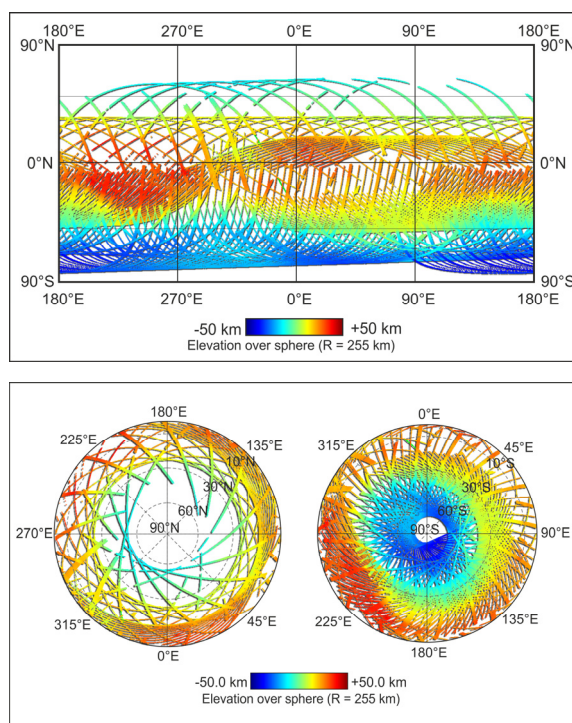 180°E 270°E 0°E 90°E 180°E
90°N 90°N
0°N 0°N
90°S 90°S
180°E 270°E 0°E 90°E 180°E
-50 km +50 km
Elevation over sphere (R = 255 km)
180°E
225°E 135°E
10°N
30°N
60°N
270°E 90°N
315°E 45°E
0°E
0°E
315°E 45°E
10°S
30°S
60°S
90°S 90°E
225°E 135°E
180°E
-50.0 km +50.0 km
Elevation over sphere (R = 255 km)